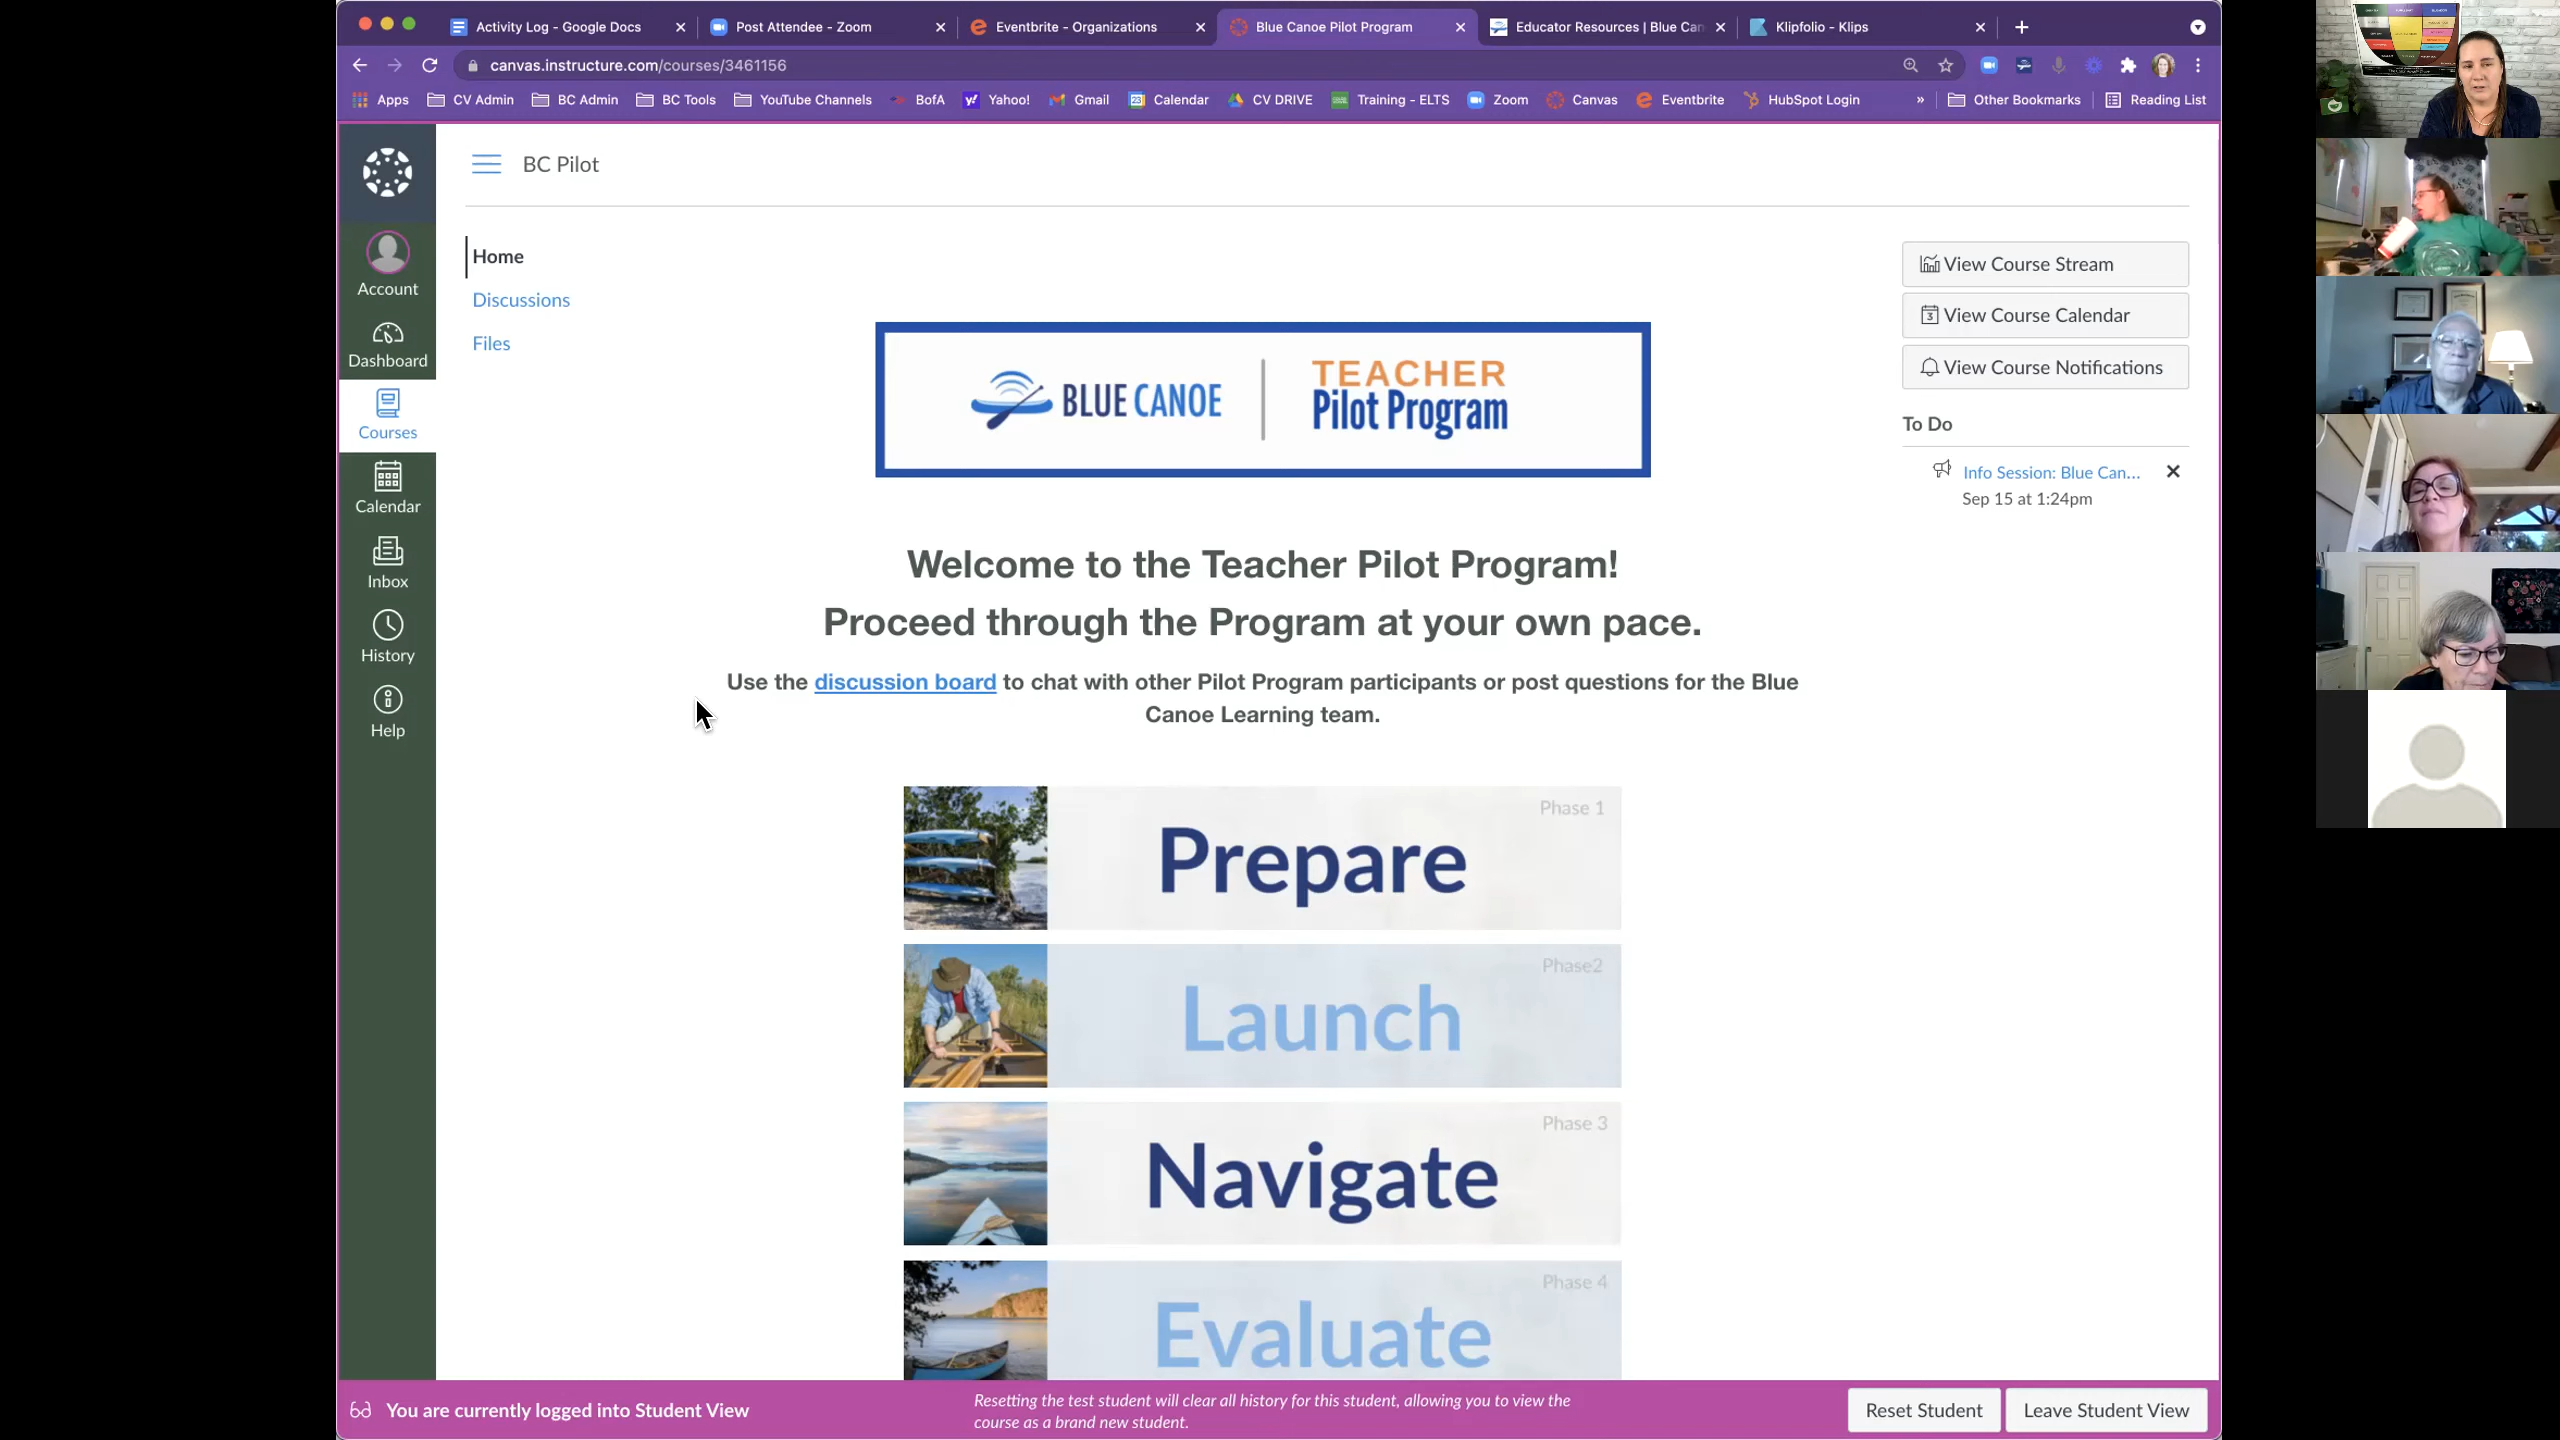 Activity Log - Google Docs
Post Attendee - Zoom
Eventbrite - Organizations
Blue Canoe Pilot Program
Educator Resources | Blue Can
Klipfolio - Klips
canvas.instructure.com/courses/3461156
Apps
CV Admin
BC Admin
BC Tools
YouTube Channels
BofA
Yahoo!
Gmail
Calendar
CV DRIVE
Training - ELTS
Zoom
Canvas
Eventbrite
HubSpot Login
»
Other Bookmarks
Reading List
BC Pilot
Account
Dashboard
Courses
Calendar
Inbox
History
Help
Home
Discussions
Files
BLUE CANOE
TEACHER
Pilot Program
Welcome to the Teacher Pilot Program!
Proceed through the Program at your own pace.
Use the discussion board to chat with other Pilot Program participants or post questions for the Blue
Canoe Learning team.
Phase 1
Prepare
Phase2
Launch
Phase 3
Navigate
Phase 4
Evaluate
View Course Stream
View Course Calendar
View Course Notifications
To Do
Info Session: Blue Can...
Sep 15 at 1:24pm
You are currently logged into Student View
Resetting the test student will clear all history for this student, allowing you to view the
course as a brand new student.
Reset Student
Leave Student View